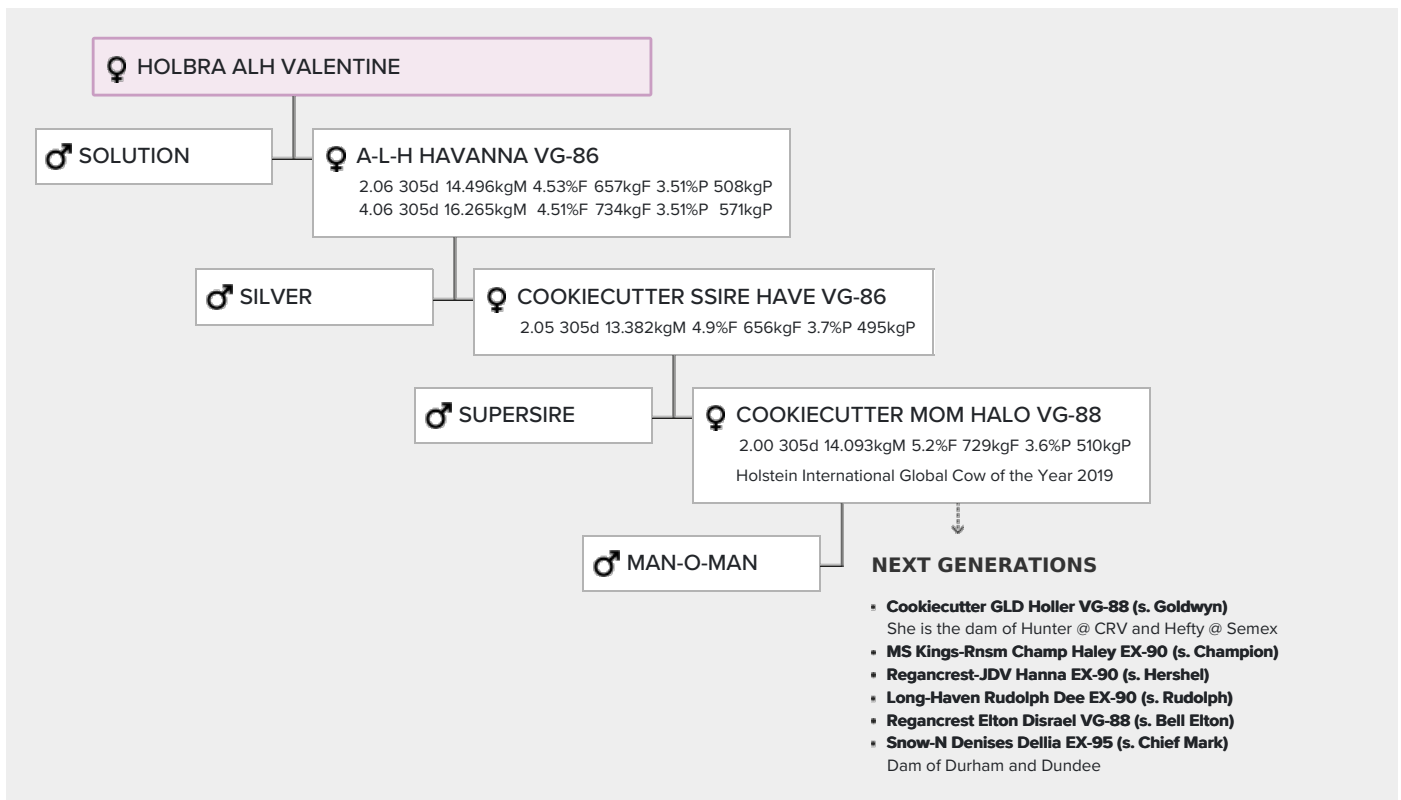 HOLBRA ALH VALENTINE
SOLUTION
A-L-H HAVANNA VG-86
2.06 305d 14.496kgM 4.53%F 657kgF 3.51%P 508kgP
4.06 305d 16.265kgM 4.51%F 734kgF 3.51%P 571kgP
SILVER
COOKIECUTTER SSIRE HAVE VG-86
2.05 305d 13.382kgM 4.9%F 656kgF 3.7%P 495kgP
SUPERSIRE
COOKIECUTTER MOM HALO VG-88
2.00 305d 14.093kgM 5.2%F 729kgF 3.6%P 510kgP
Holstein International Global Cow of the Year 2019
MAN-O-MAN
NEXT GENERATIONS
Cookiecutter GLD Holler VG-88 (s. Goldwyn)
She is the dam of Hunter @ CRV and Hefty @ Semex
MS Kings-Rnsm Champ Haley EX-90 (s. Champion)
Regancrest-JDV Hanna EX-90 (s. Hershel)
Long-Haven Rudolph Dee EX-90 (s. Rudolph)
Regancrest Elton Disrael VG-88 (s. Bell Elton)
Snow-N Denises Dellia EX-95 (s. Chief Mark)
Dam of Durham and Dundee